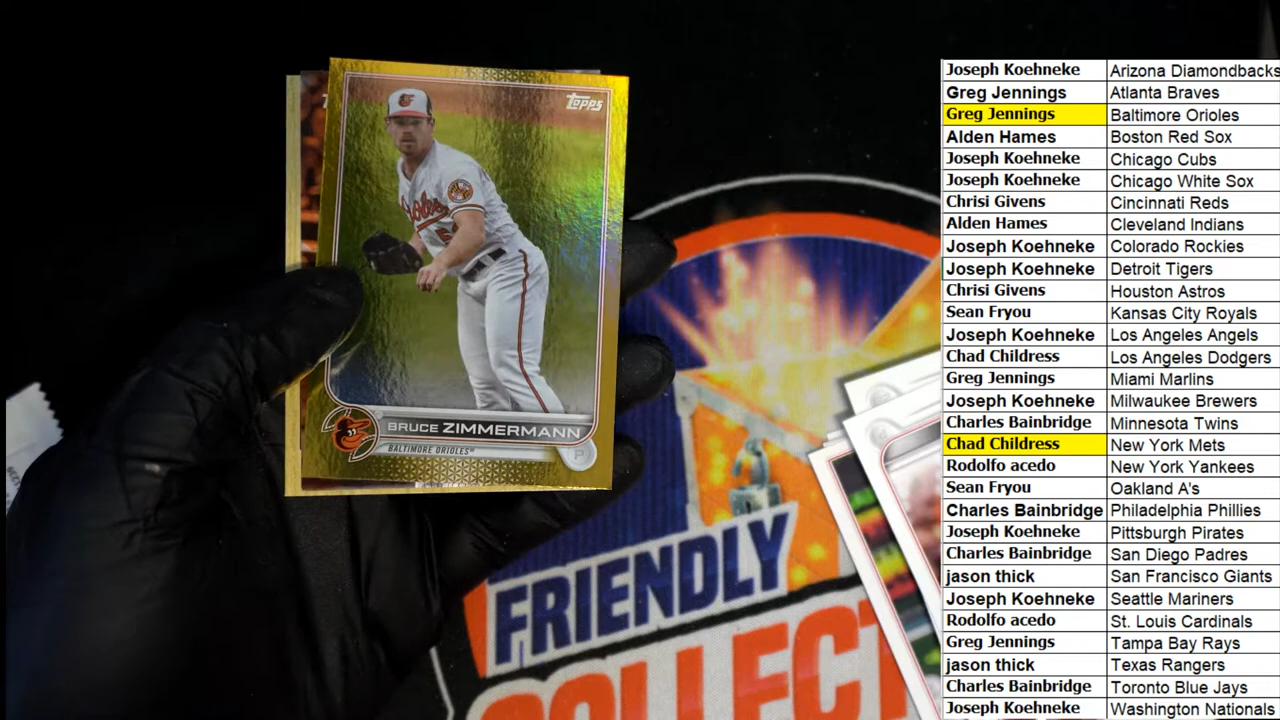 Topps
BRUCE ZIMMERMANN
BALTIMORE ORIOLES™
P
FRIENDLY
COLLECT
Joseph Koehneke Arizona Diamondbacks
Greg Jennings Atlanta Braves
Greg Jennings Baltimore Orioles
Alden Hames Boston Red Sox
Joseph Koehneke Chicago Cubs
Joseph Koehneke Chicago White Sox
Chrisi Givens Cincinnati Reds
Alden Hames Cleveland Indians
Joseph Koehneke Colorado Rockies
Joseph Koehneke Detroit Tigers
Chrisi Givens Houston Astros
Sean Fryou Kansas City Royals
Joseph Koehneke Los Angeles Angels
Chad Childress Los Angeles Dodgers
Greg Jennings Miami Marlins
Joseph Koehneke Milwaukee Brewers
Charles Bainbridge Minnesota Twins
Chad Childress New York Mets
Rodolfo acedo New York Yankees
Sean Fryou Oakland A's
Charles Bainbridge Philadelphia Phillies
Joseph Koehneke Pittsburgh Pirates
Charles Bainbridge San Diego Padres
jason thick San Francisco Giants
Joseph Koehneke Seattle Mariners
Rodolfo acedo St. Louis Cardinals
Greg Jennings Tampa Bay Rays
jason thick Texas Rangers
Charles Bainbridge Toronto Blue Jays
Joseph Koehneke Washington Nationals